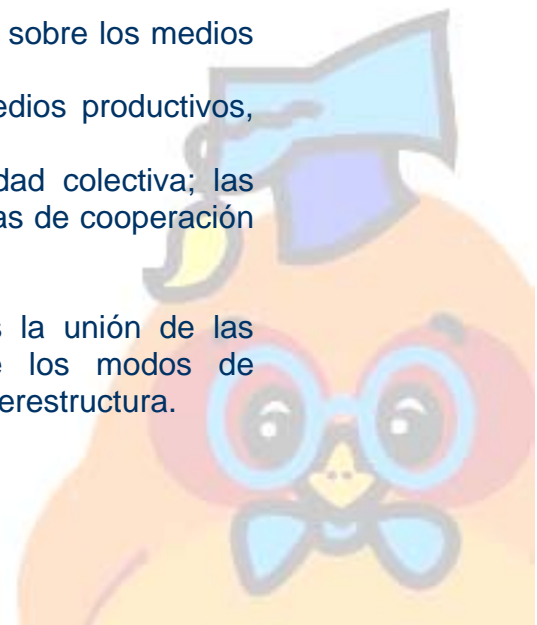 sobre los medios
edios productivos,
dad colectiva; las
as de cooperación
s la unión de las
e los modos de
erestructura.